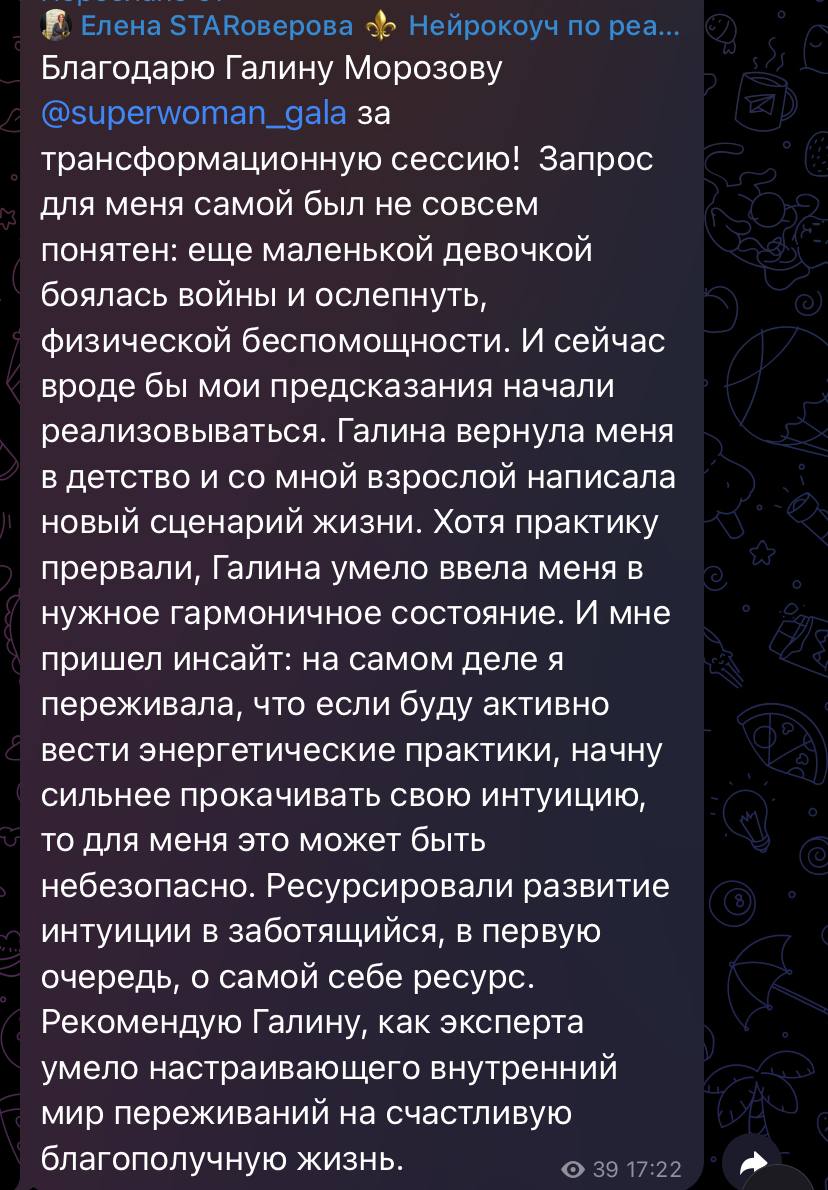 Елена STARоверова ⚜️ Нейрокоуч по реа...
Благодарю Галину Морозову
@superwoman_gala за
трансформационную сессию!  Запрос
для меня самой был не совсем
понятен: еще маленькой девочкой
боялась войны и ослепнуть,
физической беспомощности. И сейчас
вроде бы мои предсказания начали
реализовываться. Галина вернула меня
в детство и со мной взрослой написала
новый сценарий жизни. Хотя практику
прервали, Галина умело ввела меня в
нужное гармоничное состояние. И мне
пришел инсайт: на самом деле я
переживала, что если буду активно
вести энергетические практики, начну
сильнее прокачивать свою интуицию,
то для меня это может быть
небезопасно. Ресурсировали развитие
интуиции в заботящийся, в первую
очередь, о самой себе ресурс.
Рекомендую Галину, как эксперта
умело настраивающего внутренний
мир переживаний на счастливую
благополучную жизнь.
39 17:22